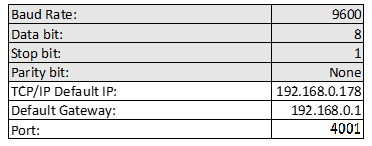 Baud Rate: 9600
Data bit: 8
Stop bit: 1
Parity bit: None
TCP/IP Default IP: 192.168.0.178
Default Gateway: 192.168.0.1
Port: 4001